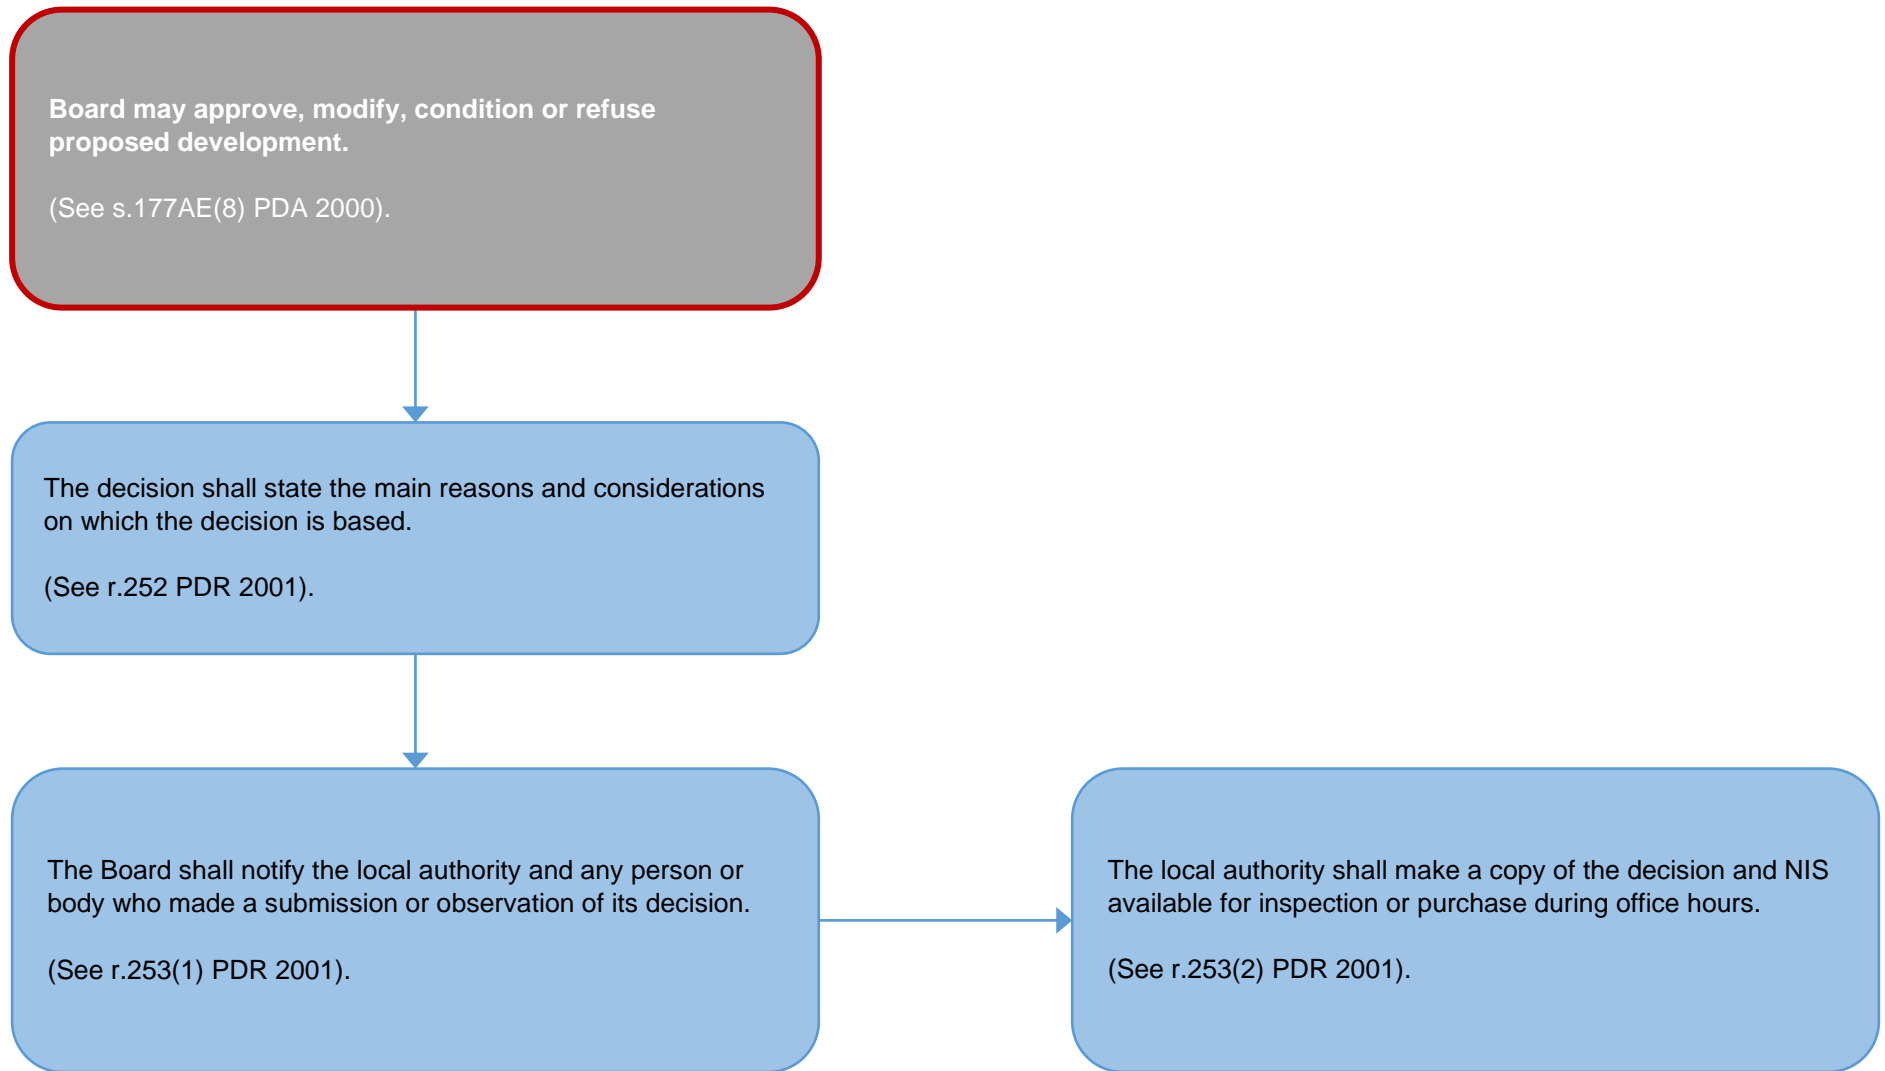 Board may approve, modify, condition or refuse
proposed development.
(See s.177AE(8) PDA 2000).
The decision shall state the main reasons and considerations
on which the decision is based.
(See r.252 PDR 2001).
The Board shall notify the local authority and any person or
body who made a submission or observation of its decision.
(See r.253(1) PDR 2001).
The local authority shall make a copy of the decision and NIS
available for inspection or purchase during office hours.
(See r.253(2) PDR 2001).